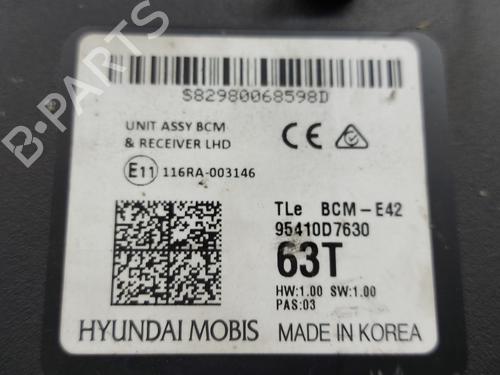 S82980068598D
UNIT ASSY BCM
& RECEIVER LHD
CE
E11 116RA-003146
TLe BCM-E42
95410D7630
63T
HW:1.00 SW:1.00
PAS:03
HYUNDAI MOBIS MADE IN KOREA
B-PARTS